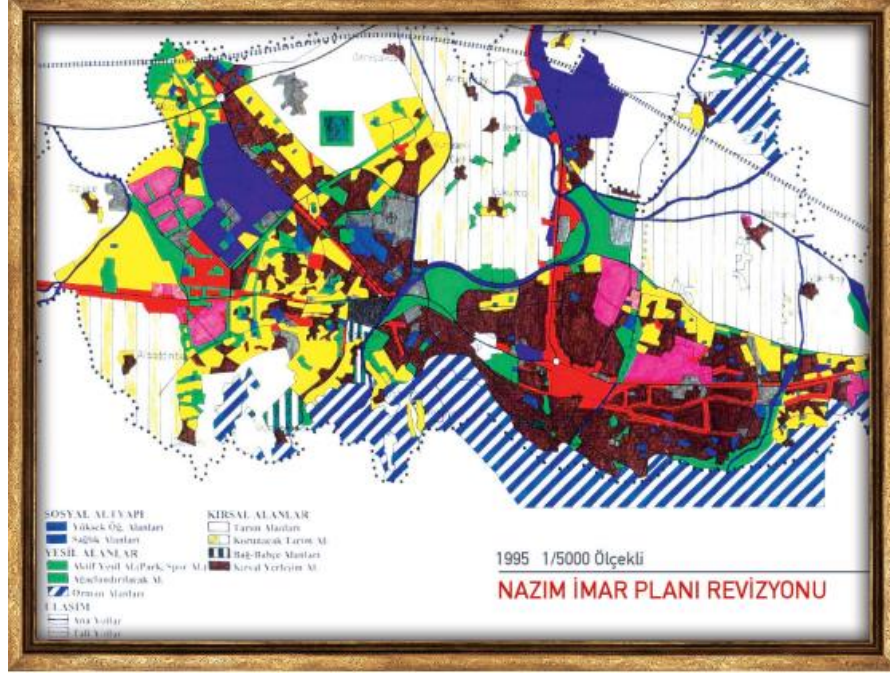 SOSYAL ALTYAPI
Yüksek Öğ. Alanları
Sağlık Alanları
YEŞİL ALANLAR
Aktif Yeşil Al.(Park, Spor Al.)
Ağaçlandırılacak Al.
Orman Alanları
ULAŞIM
Ana Yollar
Tali Yollar
KIRSAL ALANLAR
Tarım Alanları
Korunacak Tarım Al.
Bağ-Bahçe Alanları
Kırsal Yerleşim Al.
1995 1/5000 Ölçekli
NAZIM İMAR PLANI REVİZYONU